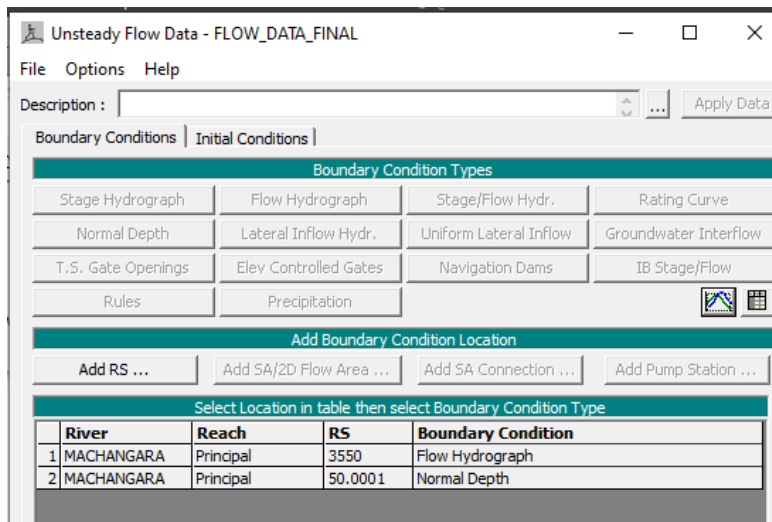 Unsteady Flow Data - FLOW_DATA_FINAL
File Options Help
Description : ... Apply Data
Boundary Conditions Initial Conditions
Boundary Condition Types
Stage Hydrograph Flow Hydrograph Stage/Flow Hydr. Rating Curve
Normal Depth Lateral Inflow Hydr. Uniform Lateral Inflow Groundwater Interflow
T.S. Gate Openings Elev Controlled Gates Navigation Dams IB Stage/Flow
Rules Precipitation
Add Boundary Condition Location
Add RS ... Add SA/2D Flow Area ... Add SA Connection ... Add Pump Station ...
Select Location in table then select Boundary Condition Type
River Reach RS Boundary Condition
1 MACHANGARA Principal 3550 Flow Hydrograph
2 MACHANGARA Principal 50.0001 Normal Depth